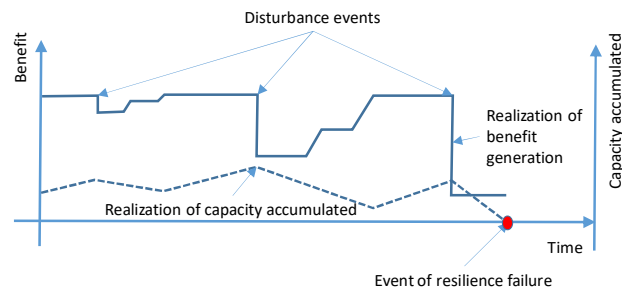 Disturbance events
Benefit
Capacity accumulated
Realization of
benefit
generation
Realization of capacity accumulated
Time
Event of resilience failure